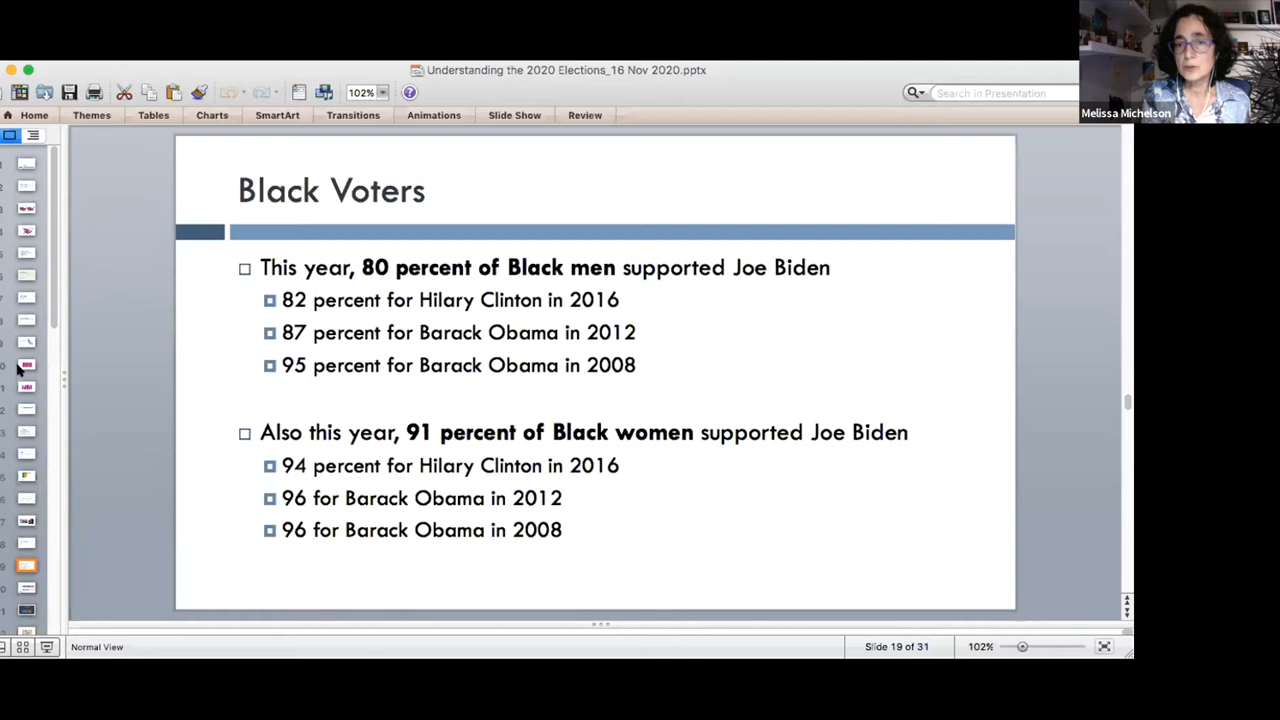 Understanding the 2020 Elections_16 Nov 2020.pptx
102%
Search in Presentation
Melissa Michelson
Home Themes Tables Charts SmartArt Transitions Animations Slide Show Review
Black Voters
This year, 80 percent of Black men supported Joe Biden
82 percent for Hilary Clinton in 2016
87 percent for Barack Obama in 2012
95 percent for Barack Obama in 2008
Also this year, 91 percent of Black women supported Joe Biden
94 percent for Hilary Clinton in 2016
96 for Barack Obama in 2012
96 for Barack Obama in 2008
Normal View
Slide 19 of 31
102%